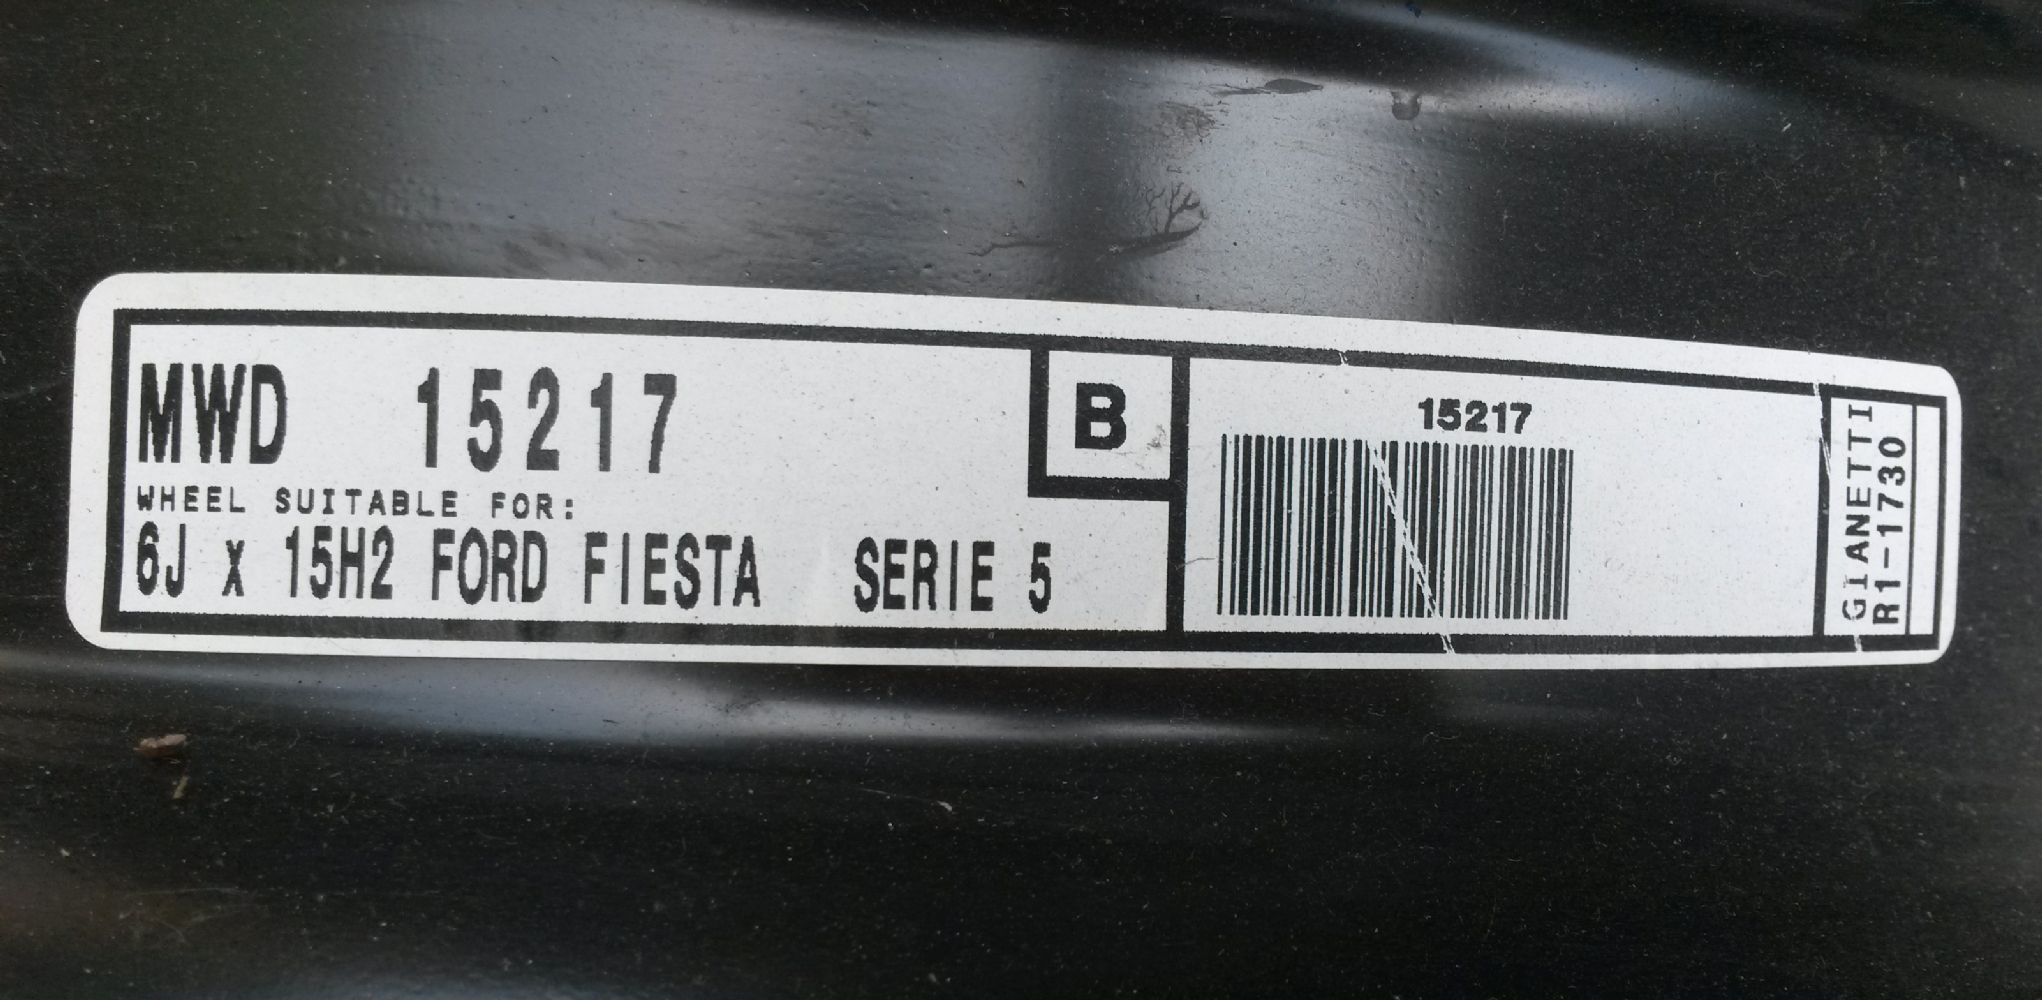 MWD 15217
WHEEL SUITABLE FOR:
6J x 15H2 FORD FIESTA SERIE 5
B
15217
GIANETTI
R1-1730